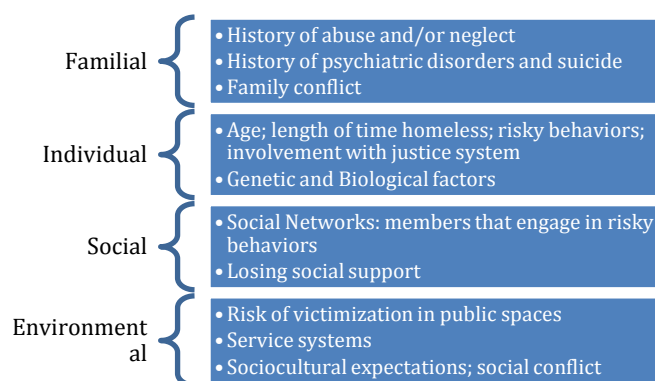 Familial
• History of abuse and/or neglect
• History of psychiatric disorders and suicide
• Family conflict
Individual
• Age; length of time homeless; risky behaviors;
involvement with justice system
• Genetic and Biological factors
Social
• Social Networks: members that engage in risky
behaviors
• Losing social support
Environment
al
• Risk of victimization in public spaces
• Service systems
• Sociocultural expectations; social conflict